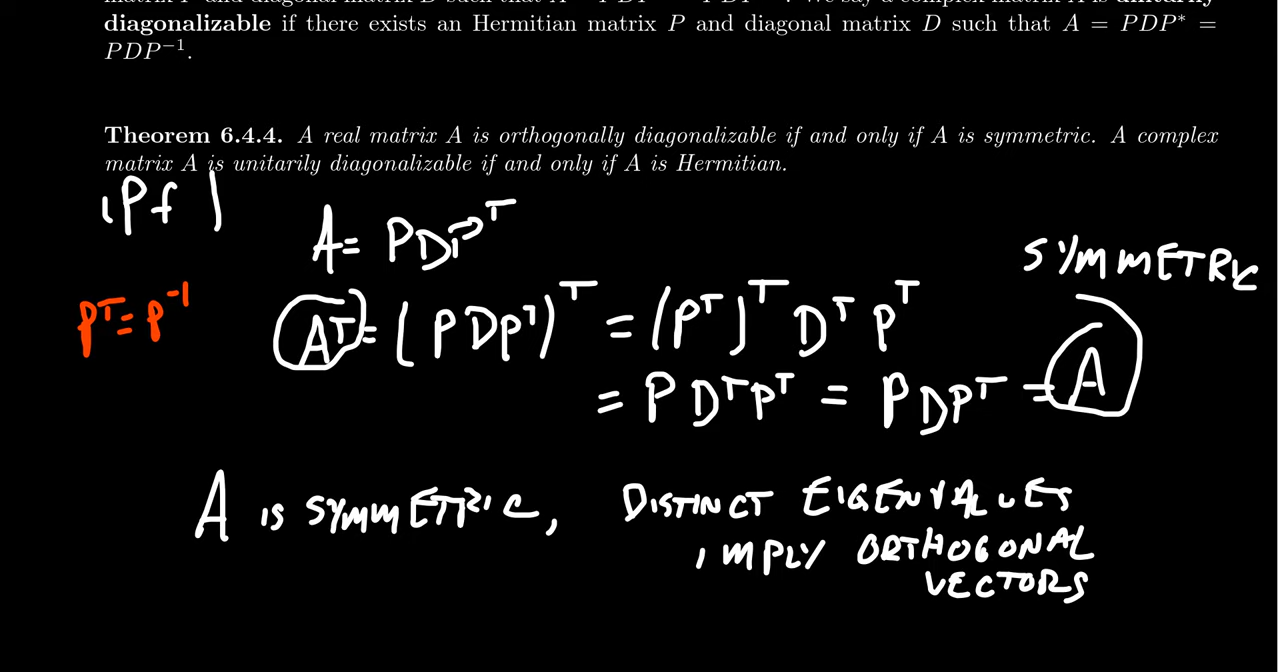 diagonalizable if there exists an Hermitian matrix P and diagonal matrix D such that A = PDP* =
PDP⁻¹.
Theorem 6.4.4. A real matrix A is orthogonally diagonalizable if and only if A is symmetric. A complex
matrix A is unitarily diagonalizable if and only if A is Hermitian.
(Pf)
A = PDPᵀ
SYMMETRIC
Pᵀ = P⁻¹
Aᵀ = (PDPᵀ)ᵀ = (Pᵀ)ᵀ Dᵀ Pᵀ
= P Dᵀ Pᵀ = PDPᵀ = A
A IS SYMMETRIC, DISTINCT EIGENVALUES
IMPLY ORTHOGONAL
VECTORS